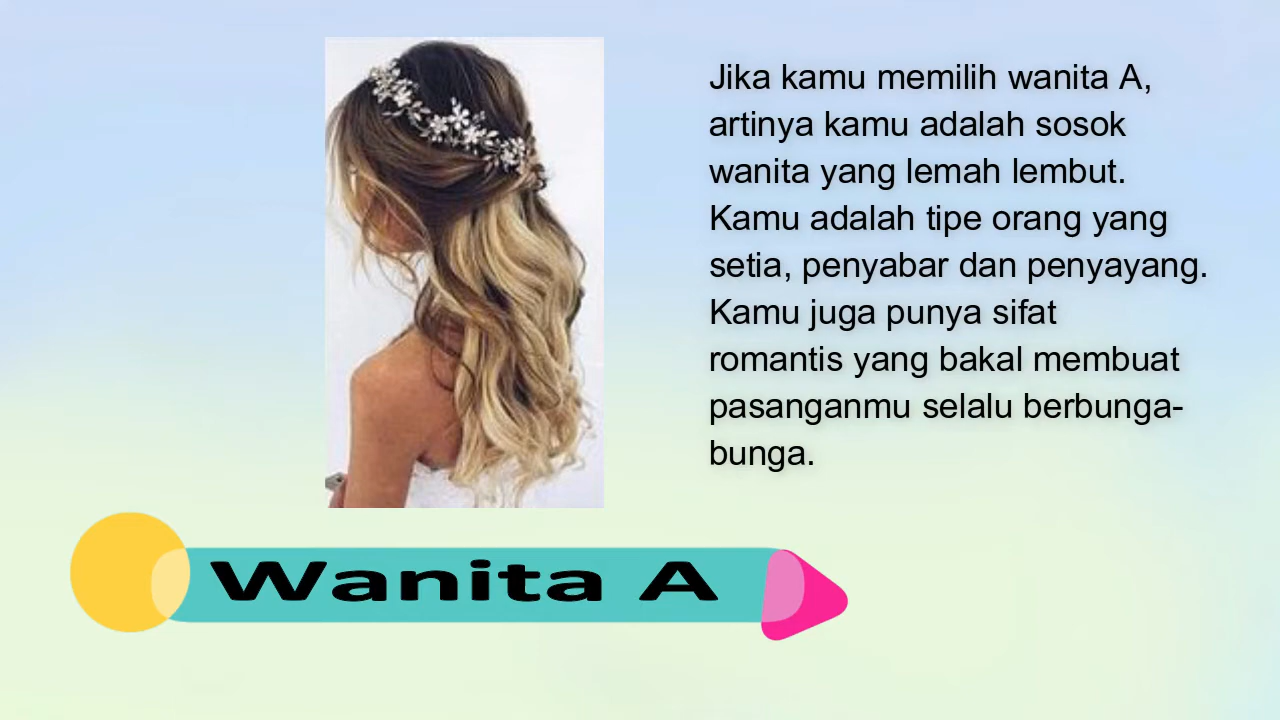 Jika kamu memilih wanita A,
artinya kamu adalah sosok
wanita yang lemah lembut.
Kamu adalah tipe orang yang
setia, penyabar dan penyayang.
Kamu juga punya sifat
romantis yang bakal membuat
pasanganmu selalu berbunga-
bunga.
Wanita A